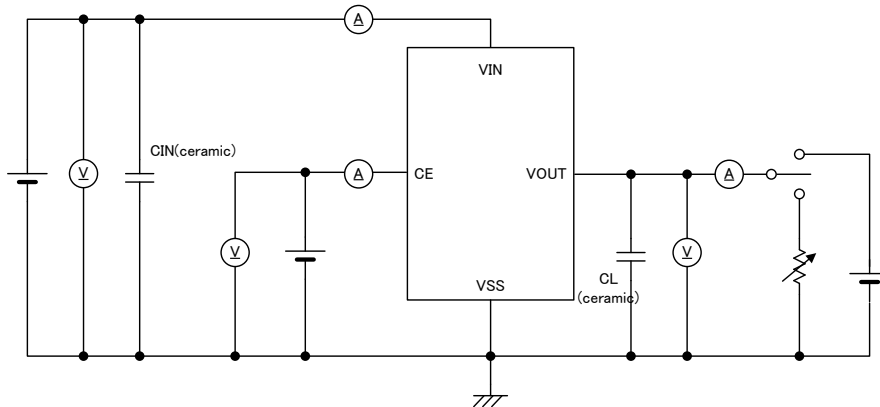 A
VIN
CIN(ceramic)
V
A
CE
VOUT
A
V
V
CL
(ceramic)
VSS